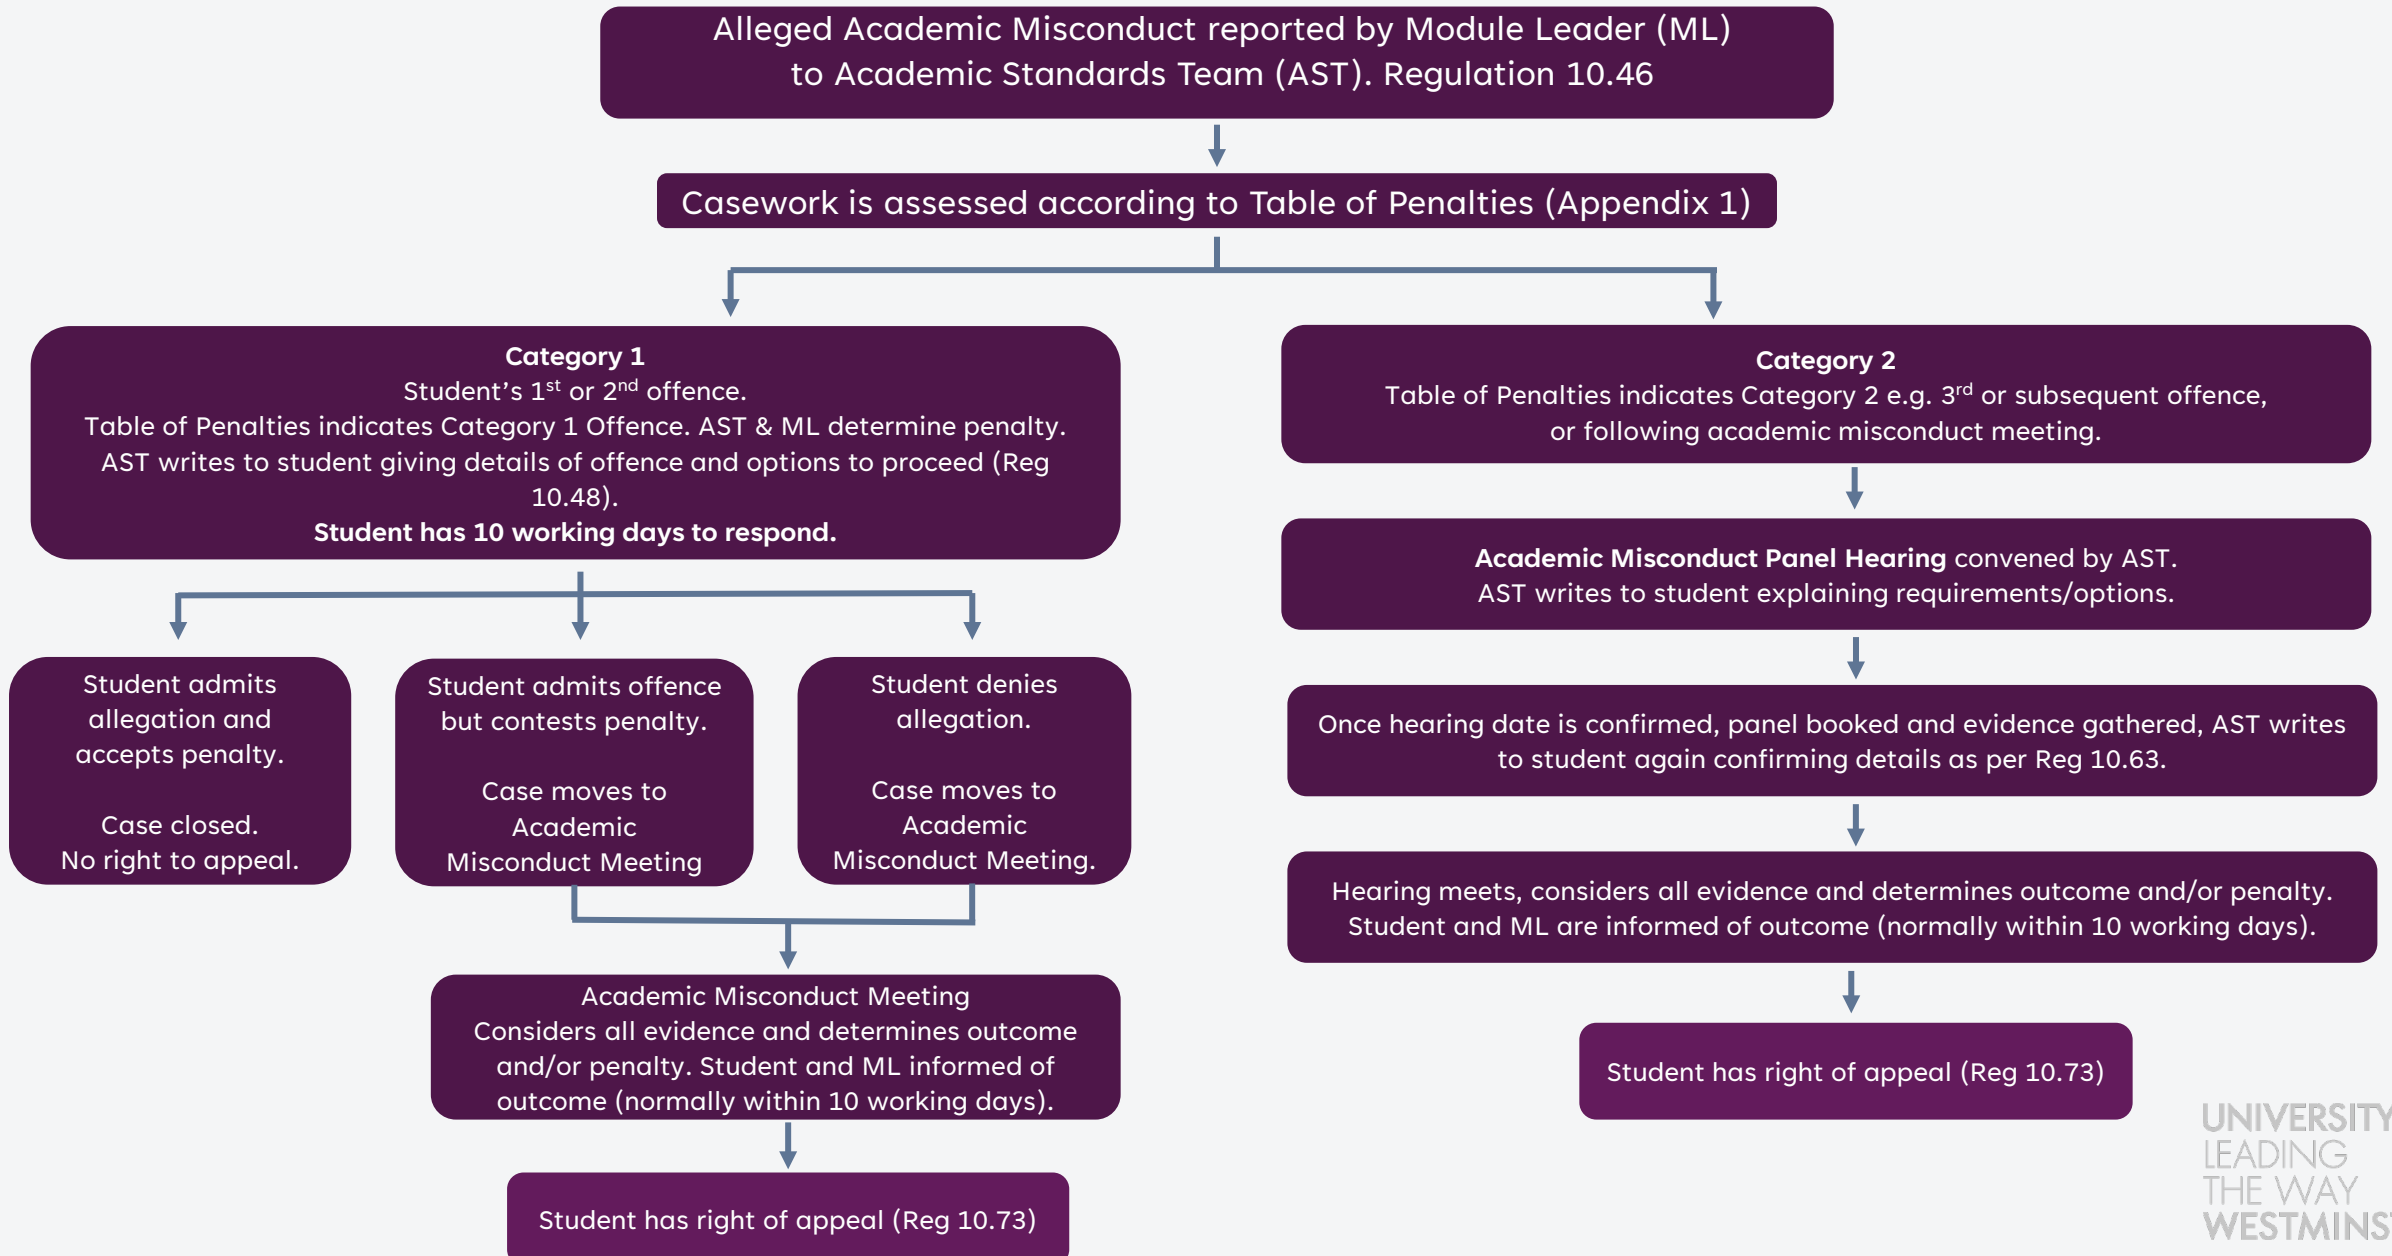 Alleged Academic Misconduct reported by Module Leader (ML)
to Academic Standards Team (AST). Regulation 10.46
Casework is assessed according to Table of Penalties (Appendix 1)
Category 1
Student’s 1st or 2nd offence.
Table of Penalties indicates Category 1 Offence. AST & ML determine penalty.
AST writes to student giving details of offence and options to proceed (Reg
10.48).
Student has 10 working days to respond.
Student admits
allegation and
accepts penalty.
Case closed.
No right to appeal.
Student admits offence
but contests penalty.
Case moves to
Academic
Misconduct Meeting
Student denies
allegation.
Case moves to
Academic
Misconduct Meeting.
Academic Misconduct Meeting
Considers all evidence and determines outcome
and/or penalty. Student and ML informed of
outcome (normally within 10 working days).
Student has right of appeal (Reg 10.73)
Category 2
Table of Penalties indicates Category 2 e.g. 3rd or subsequent offence,
or following academic misconduct meeting.
Academic Misconduct Panel Hearing convened by AST.
AST writes to student explaining requirements/options.
Once hearing date is confirmed, panel booked and evidence gathered, AST writes
to student again confirming details as per Reg 10.63.
Hearing meets, considers all evidence and determines outcome and/or penalty.
Student and ML are informed of outcome (normally within 10 working days).
Student has right of appeal (Reg 10.73)
UNIVERSITY
LEADING
THE WAY
WESTMINS